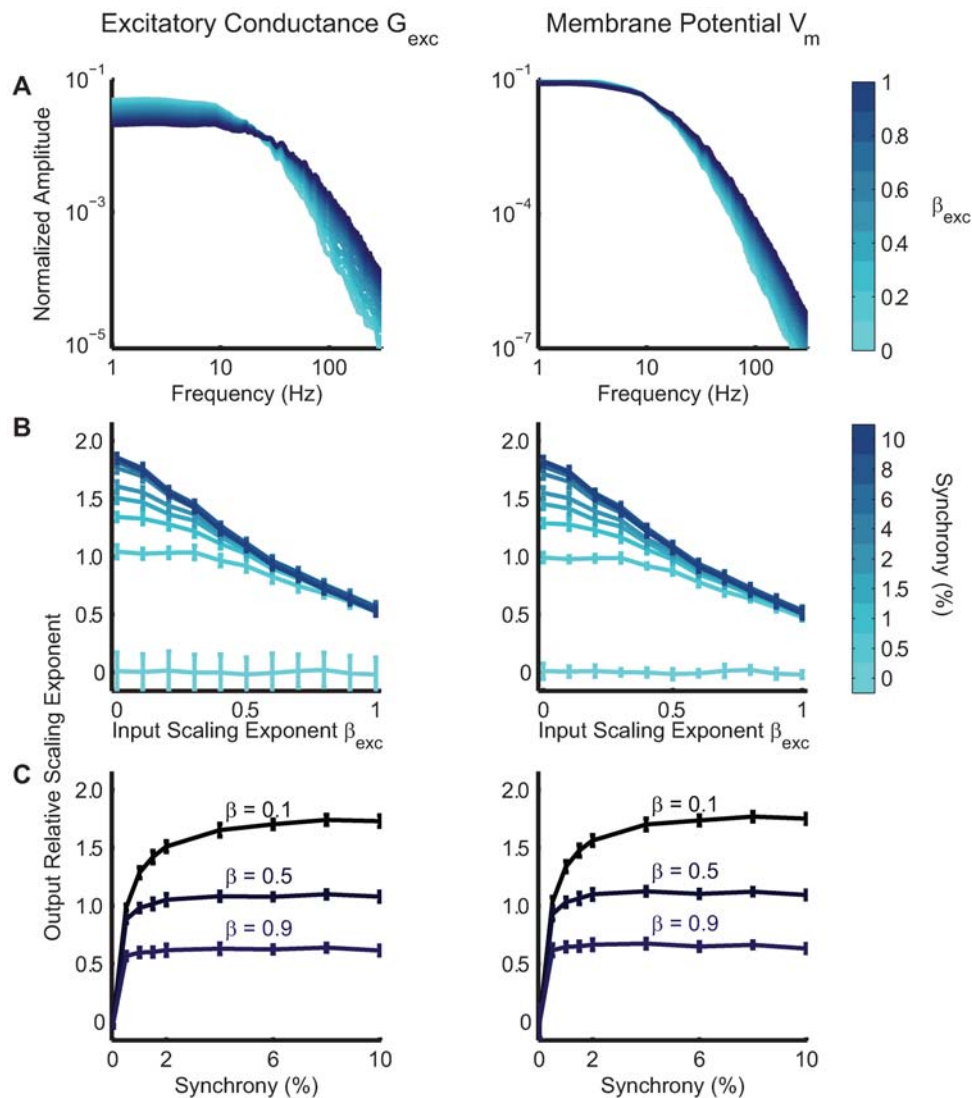 Excitatory Conductance G_exc
Membrane Potential V_m
A
10^-1
10^-3
10^-5
Normalized Amplitude
1
10
100
Frequency (Hz)
10^-1
10^-4
10^-7
1
10
100
Frequency (Hz)
1
0.8
0.6
0.4
0.2
0
β_exc
B
2.0
1.5
1.0
0.5
0
0
0.5
1
Input Scaling Exponent β_exc
2.0
1.5
1.0
0.5
0
0
0.5
1
Input Scaling Exponent β_exc
10
8
6
4
2
1.5
1
0.5
0
Synchrony (%)
Output Relative Scaling Exponent
C
2.0
1.5
1.0
0.5
0
β = 0.1
β = 0.5
β = 0.9
0
2
6
10
Synchrony (%)
2.0
1.5
1.0
0.5
0
β = 0.1
β = 0.5
β = 0.9
0
2
6
10
Synchrony (%)